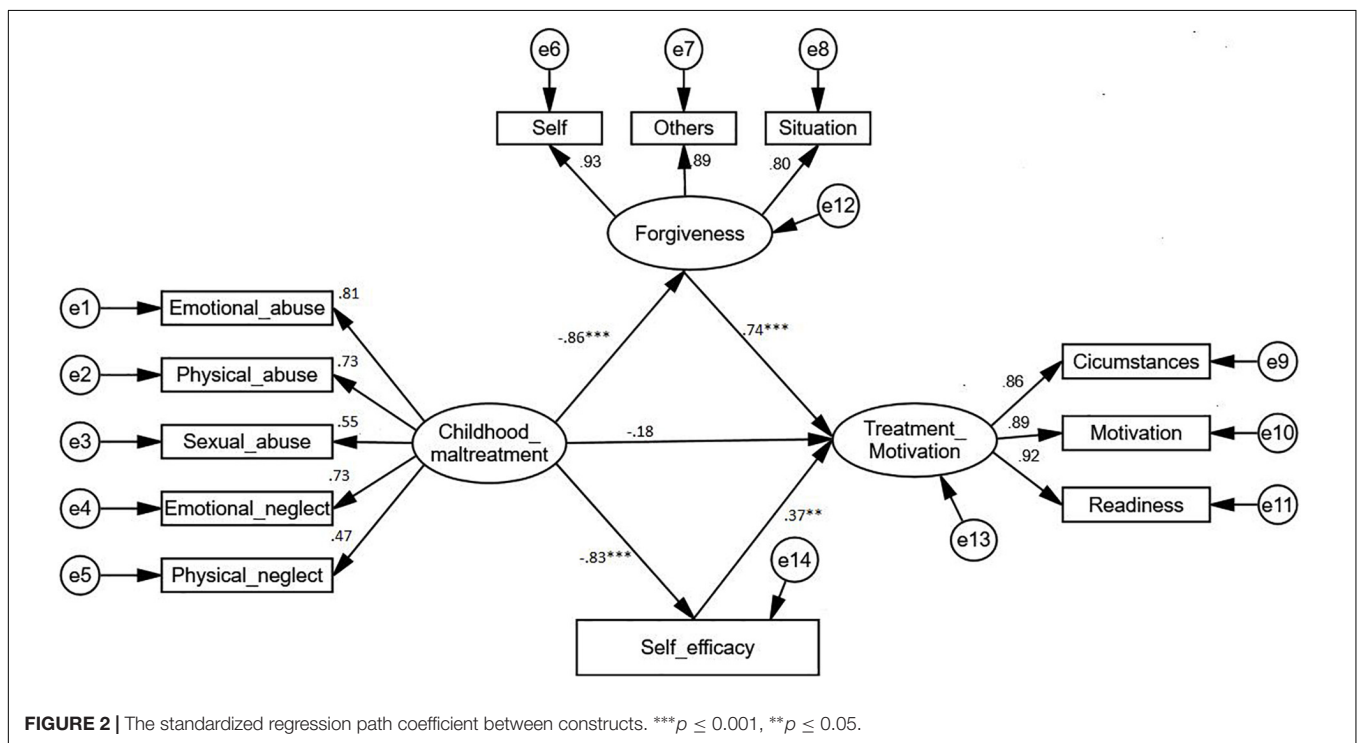 e6 e7 e8
Self Others Situation
.93 .89 .80
e12
Forgiveness
e1 Emotional_abuse .81
-.86*** .74***
e2 Physical_abuse .73
Cicumstances e9
.86
e3 Sexual_abuse .55
Childhood_
maltreatment
-.18
Treatment_
Motivation
.89 Motivation e10
.92
e4 Emotional_neglect .73
Readiness e11
e5 Physical_neglect .47
-.83*** .37**
e13
e14
Self_efficacy
FIGURE 2 | The standardized regression path coefficient between constructs. ***p ≤ 0.001, **p ≤ 0.05.